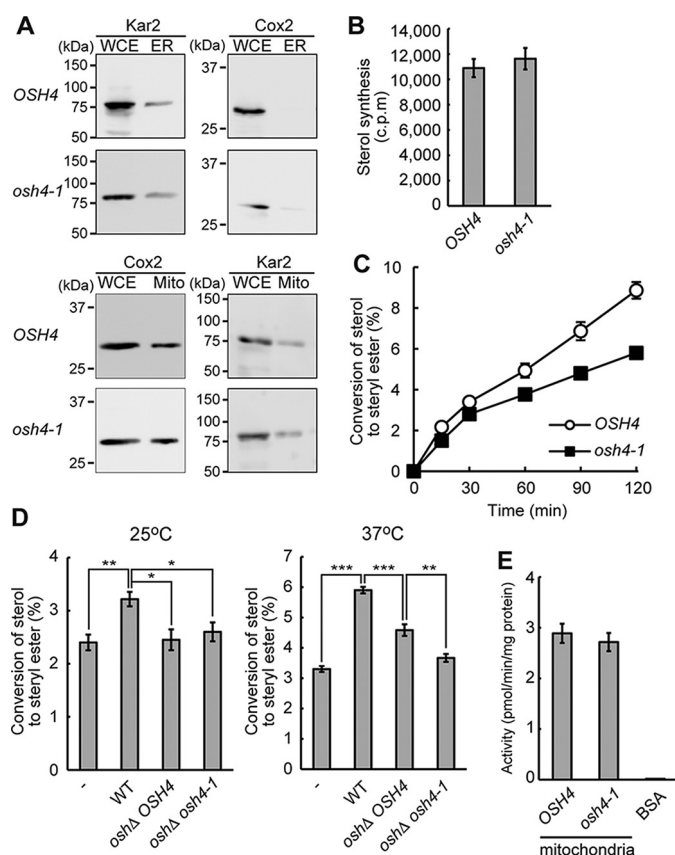 A
Kar2
Cox2
(kDa) WCE ER (kDa) WCE ER
OSH4
150
100
75
50
37
25
osh4-1
150
100
75
50
37
25
Cox2
Kar2
(kDa) WCE Mito (kDa) WCE Mito
OSH4
37
25
150
100
75
50
osh4-1
37
25
150
100
75
50
B
Sterol synthesis
(c.p.m)
14,000
12,000
10,000
8,000
6,000
4,000
2,000
0
OSH4
osh4-1
C
Conversion of sterol
to steryl ester (%)
10
8
6
4
2
0
OSH4
osh4-1
0 30 60 90 120
Time (min)
D
25ºC
Conversion of sterol
to steryl ester (%)
4
3
2
1
0
** * *
-
WT
osh∆ OSH4
osh∆ osh4-1
37ºC
Conversion of sterol
to steryl ester (%)
7
6
5
4
3
2
1
0
*** *** **
-
WT
osh∆ OSH4
osh∆ osh4-1
E
Activity (pmol/min/mg protein)
4
3
2
1
0
OSH4
osh4-1
BSA
mitochondria